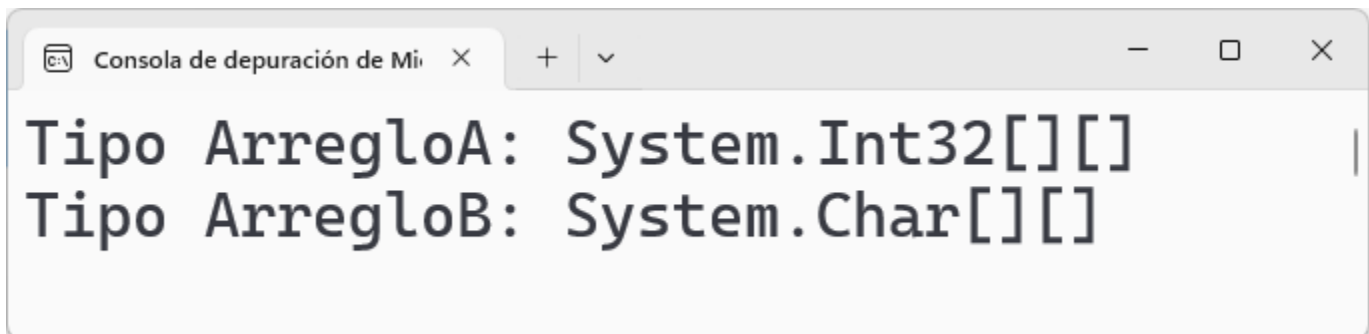 Consola de depuración de Mi
Tipo ArregloA: System.Int32[][]
Tipo ArregloB: System.Char[][]